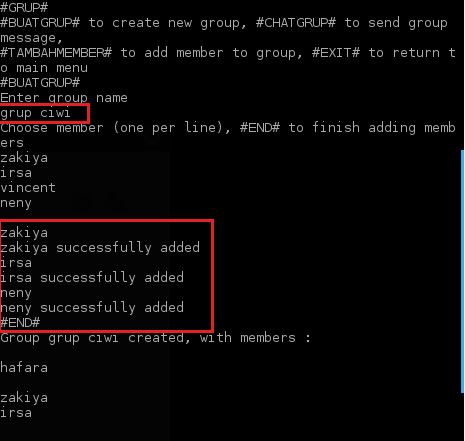 #GRUP#
#BUATGRUP# to create new group, #CHATGRUP# to send group
message,
#TAMBAHMEMBER# to add member to group, #EXIT# to return t
o main menu
#BUATGRUP#
Enter group name
grup ciwi
Choose member (one per line), #END# to finish adding memb
ers
zakiya
irsa
vincent
neny
zakiya
zakiya successfully added
irsa
irsa successfully added
neny
neny successfully added
#END#
Group grup ciwi created, with members :
hafara
zakiya
irsa